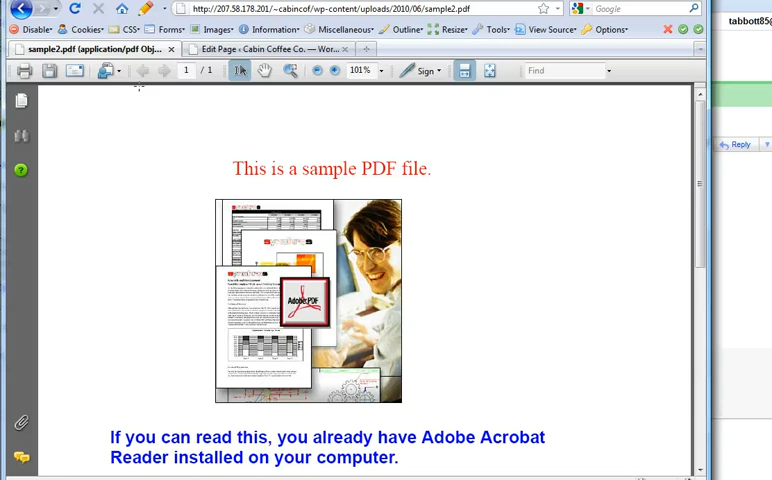 http://207.58.178.201/~cabincof/wp-content/uploads/2010/06/sample2.pdf
Google
Disable
Cookies
CSS
Forms
Images
Information
Miscellaneous
Outline
Resize
Tools
View Source
Options
tabbott85@
sample2.pdf (application/pdf Obj...
Edit Page ‹ Cabin Coffee Co. — Wor...
1 / 1
101%
Sign
Find
Reply
This is a sample PDF file.
Adobe PDF
If you can read this, you already have Adobe Acrobat
Reader installed on your computer.